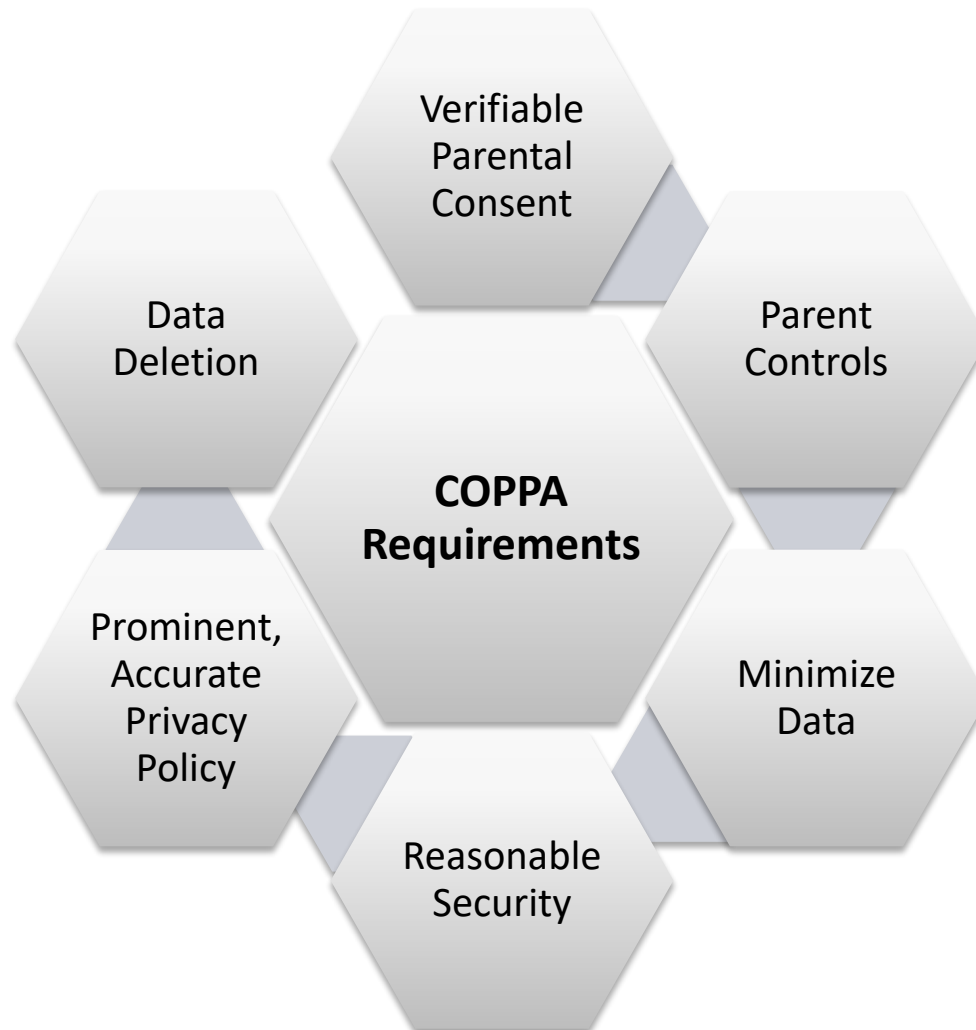 Verifiable
Parental
Consent
Parent
Controls
Minimize
Data
Reasonable
Security
Prominent,
Accurate
Privacy
Policy
Data
Deletion
COPPA
Requirements